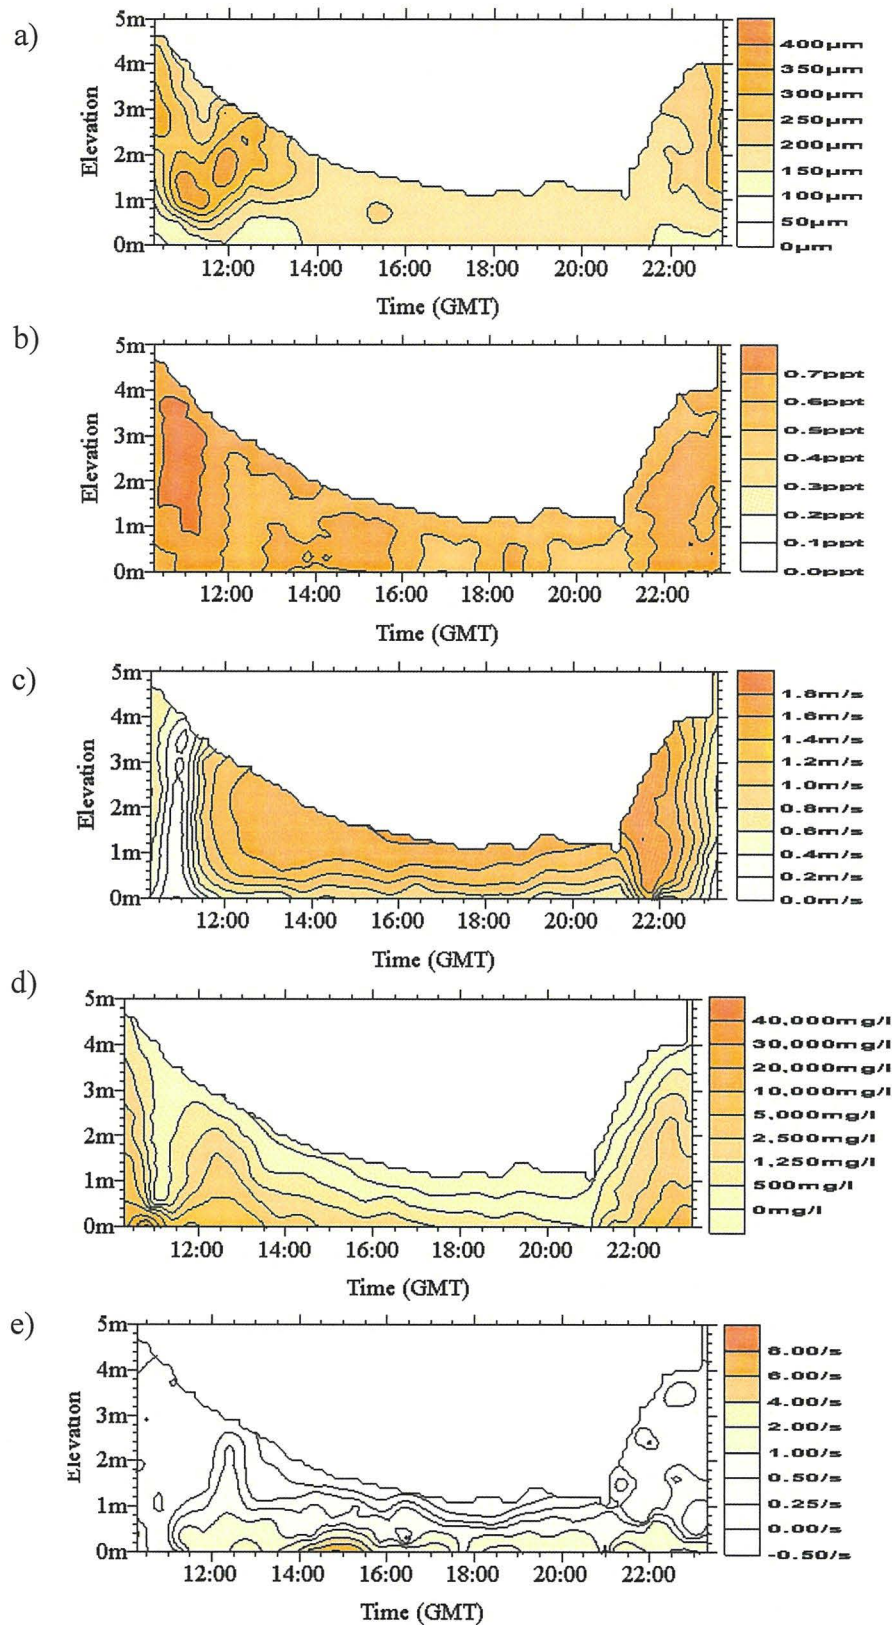 a)
5m
4m
3m
2m
1m
0m
Elevation
12:00 14:00 16:00 18:00 20:00 22:00
Time (GMT)
400µm
350µm
300µm
250µm
200µm
150µm
100µm
50µm
0µm
b)
5m
4m
3m
2m
1m
0m
Elevation
12:00 14:00 16:00 18:00 20:00 22:00
Time (GMT)
0.7ppt
0.6ppt
0.5ppt
0.4ppt
0.3ppt
0.2ppt
0.1ppt
0.0ppt
c)
5m
4m
3m
2m
1m
0m
Elevation
12:00 14:00 16:00 18:00 20:00 22:00
Time (GMT)
1.8m/s
1.6m/s
1.4m/s
1.2m/s
1.0m/s
0.8m/s
0.6m/s
0.4m/s
0.2m/s
0.0m/s
d)
5m
4m
3m
2m
1m
0m
Elevation
12:00 14:00 16:00 18:00 20:00 22:00
Time (GMT)
40,000mg/l
30,000mg/l
20,000mg/l
10,000mg/l
5,000mg/l
2,500mg/l
1,250mg/l
500mg/l
0mg/l
e)
5m
4m
3m
2m
1m
0m
Elevation
12:00 14:00 16:00 18:00 20:00 22:00
Time (GMT)
8.00/s
6.00/s
4.00/s
2.00/s
1.00/s
0.50/s
0.25/s
0.00/s
-0.50/s